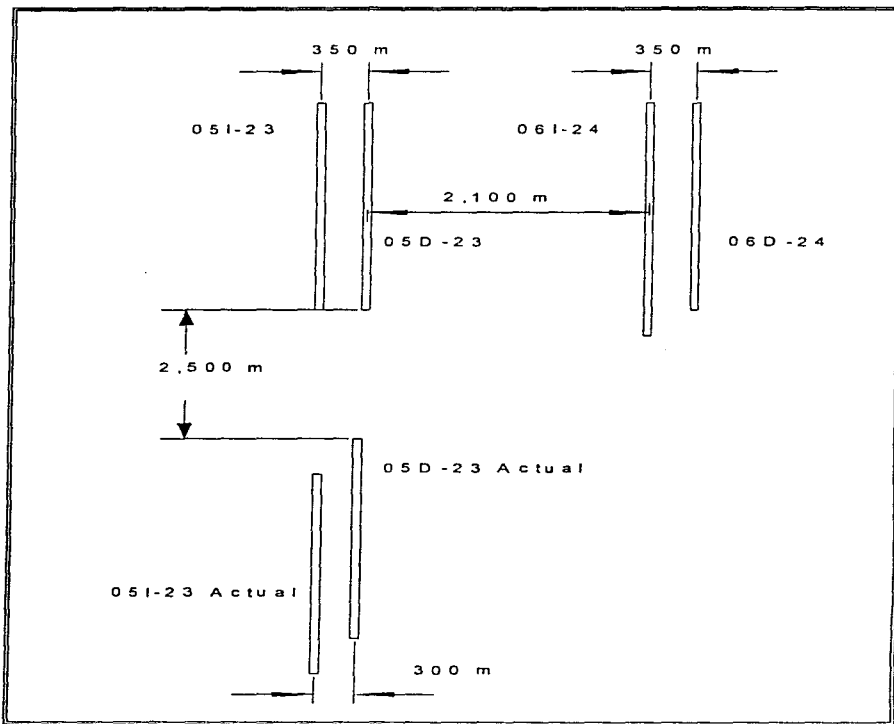 350 m 350 m
05I-23 06I-24
2,100 m
05D-23 06D-24
2,500 m
05D-23 Actual
05I-23 Actual
300 m